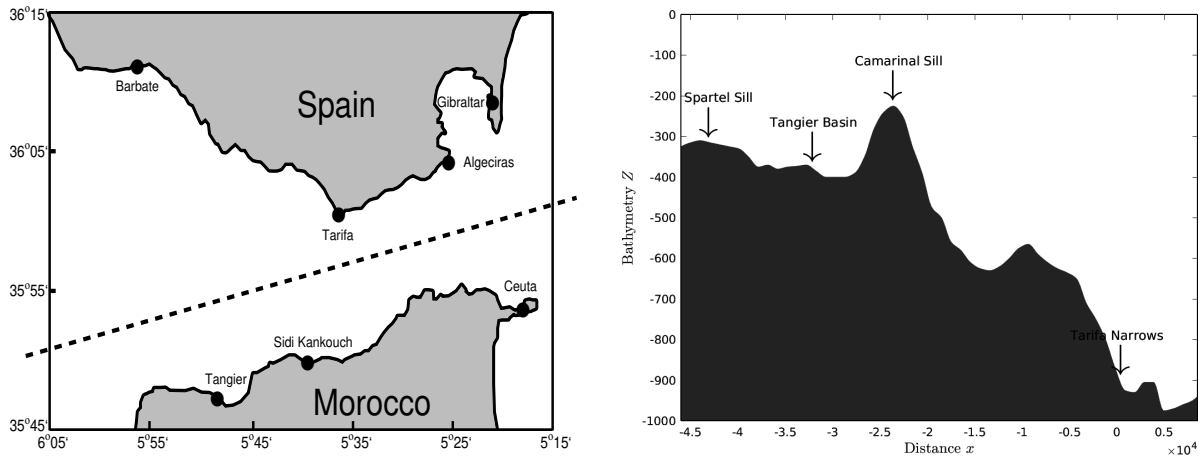 36°15'
36°05'
35°55'
35°45'
6°05'
5°55'
5°45'
5°35'
5°25'
5°15'
Barbate
Spain
Gibraltar
Algeciras
Tarifa
Ceuta
Sidi Kankouch
Tangier
Morocco
0
-100
-200
-300
-400
-500
-600
-700
-800
-900
-1000
Bathymetry Z
Camarinal Sill
Spartel Sill
Tangier Basin
Tarifa Narrows
-4.5
-4
-3.5
-3
-2.5
-2
-1.5
-1
-0.5
0
0.5
Distance x
×10⁴